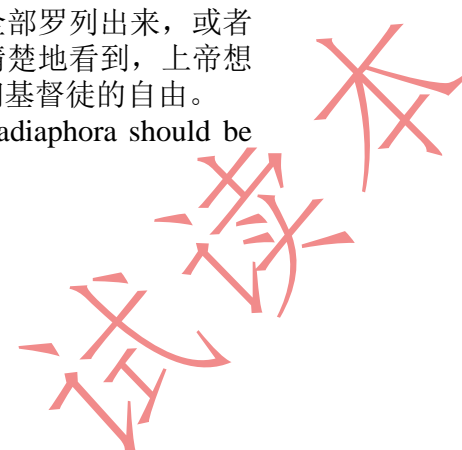 全部罗列出来，或者
清楚地看到，上帝想
基督徒的自由。
adiaphora should be
试读本